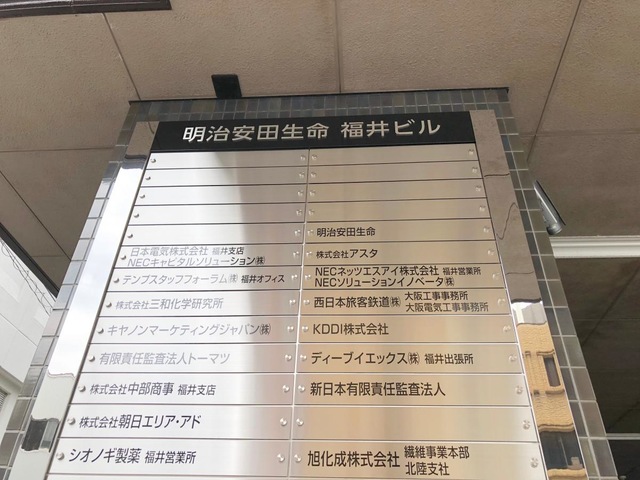 明治安田生命 福井ビル
明治安田生命
日本電気株式会社 福井支店
NECキャピタルソリューション㈱
株式会社アスタ
テンプスタッフフォーラム㈱ 福井オフィス
NECネッツエスアイ株式会社 福井営業所
NECソリューションイノベータ㈱
株式会社三和化学研究所
西日本旅客鉄道㈱ 大阪工事事務所
大阪電気工事事務所
キヤノンマーケティングジャパン㈱
KDDI株式会社
有限責任監査法人トーマツ
ディーブイエックス㈱ 福井出張所
株式会社中部商事 福井支店
新日本有限責任監査法人
株式会社朝日エリア・アド
シオノギ製薬 福井営業所
旭化成株式会社 繊維事業本部
北陸支社